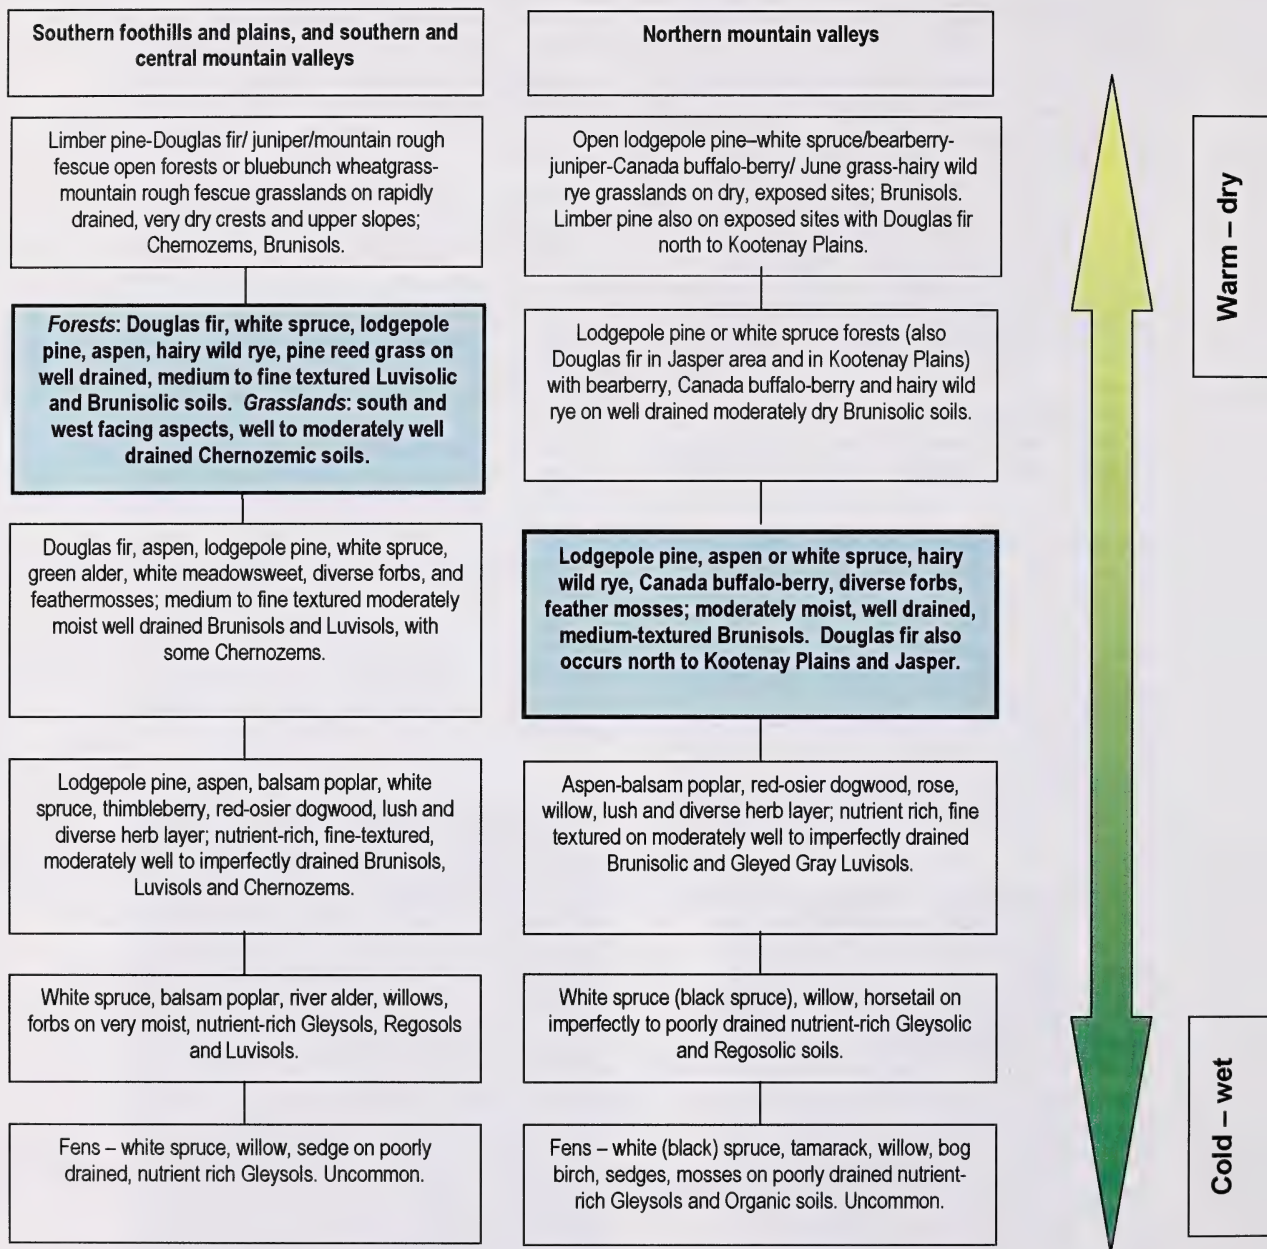 Southern foothills and plains, and southern and
central mountain valleys
Limber pine-Douglas fir/ juniper/mountain rough
fescue open forests or bluebunch wheatgrass-
mountain rough fescue grasslands on rapidly
drained, very dry crests and upper slopes;
Chernozems, Brunisols.
Forests: Douglas fir, white spruce, lodgepole
pine, aspen, hairy wild rye, pine reed grass on
well drained, medium to fine textured Luvisolic
and Brunisolic soils. Grasslands: south and
west facing aspects, well to moderately well
drained Chernozemic soils.
Douglas fir, aspen, lodgepole pine, white spruce,
green alder, white meadowsweet, diverse forbs, and
feathermosses; medium to fine textured moderately
moist well drained Brunisols and Luvisols, with
some Chernozems.
Lodgepole pine, aspen, balsam poplar, white
spruce, thimbleberry, red-osier dogwood, lush and
diverse herb layer; nutrient-rich, fine-textured,
moderately well to imperfectly drained Brunisols,
Luvisols and Chernozems.
White spruce, balsam poplar, river alder, willows,
forbs on very moist, nutrient-rich Gleysols, Regosols
and Luvisols.
Fens – white spruce, willow, sedge on poorly
drained, nutrient rich Gleysols. Uncommon.
Northern mountain valleys
Open lodgepole pine–white spruce/bearberry-
juniper-Canada buffalo-berry/ June grass-hairy wild
rye grasslands on dry, exposed sites; Brunisols.
Limber pine also on exposed sites with Douglas fir
north to Kootenay Plains.
Lodgepole pine or white spruce forests (also
Douglas fir in Jasper area and in Kootenay Plains)
with bearberry, Canada buffalo-berry and hairy wild
rye on well drained moderately dry Brunisolic soils.
Lodgepole pine, aspen or white spruce, hairy
wild rye, Canada buffalo-berry, diverse forbs,
feather mosses; moderately moist, well drained,
medium-textured Brunisols. Douglas fir also
occurs north to Kootenay Plains and Jasper.
Aspen-balsam poplar, red-osier dogwood, rose,
willow, lush and diverse herb layer; nutrient rich, fine
textured on moderately well to imperfectly drained
Brunisolic and Gleyed Gray Luvisols.
White spruce (black spruce), willow, horsetail on
imperfectly to poorly drained nutrient-rich Gleysolic
and Regosolic soils.
Fens – white (black) spruce, tamarack, willow, bog
birch, sedges, mosses on poorly drained nutrient-
rich Gleysols and Organic soils. Uncommon.
Warm – dry
Cold – wet